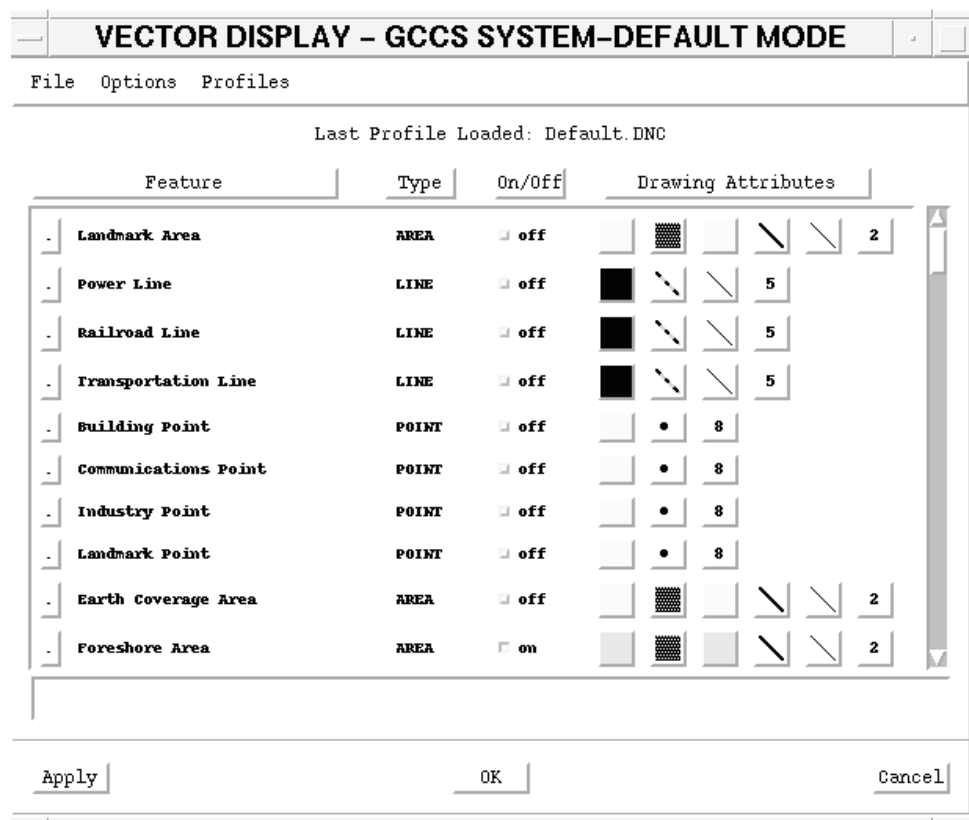 VECTOR DISPLAY – GCCS SYSTEM–DEFAULT MODE
File Options Profiles
Last Profile Loaded: Default.DNC
Feature Type On/Off Drawing Attributes
. Landmark Area AREA off 2
. Power Line LINE off 5
. Railroad Line LINE off 5
. Transportation Line LINE off 5
. Building Point POINT off 8
. Communications Point POINT off 8
. Industry Point POINT off 8
. Landmark Point POINT off 8
. Earth Coverage Area AREA off 2
. Foreshore Area AREA on 2
Apply OK Cancel